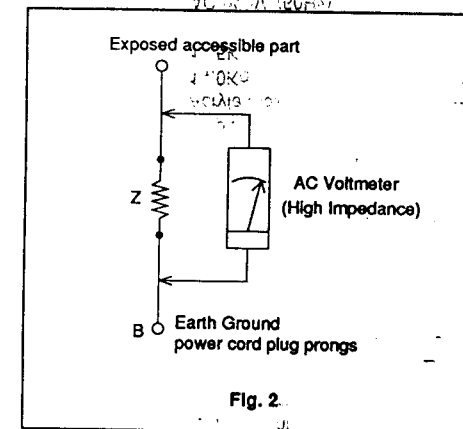 Exposed accessible part
Z
AC Voltmeter
(High Impedance)
B
Earth Ground
power cord plug prongs
Fig. 2